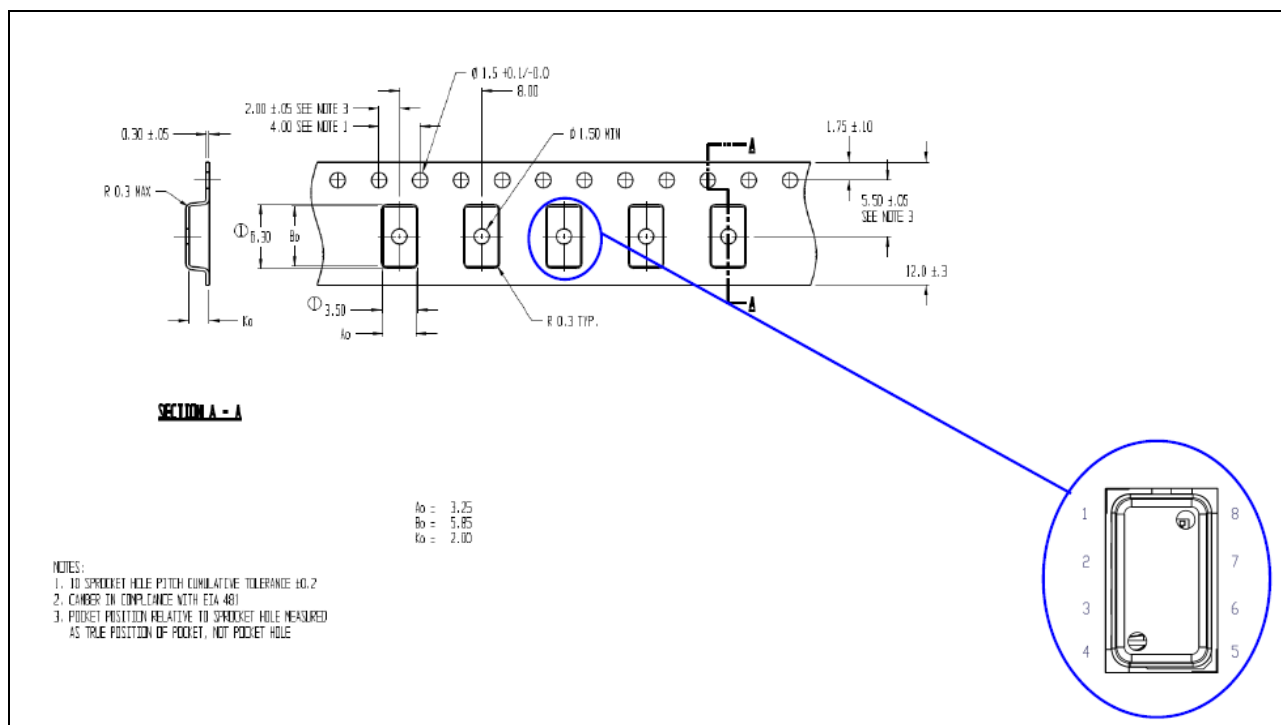 Ø 1.5 +0.1/-0.0
8.00
2.00 ±.05 SEE NOTE 3
4.00 SEE NOTE 1
0.30 ±.05
Ø 1.50 MIN
A
1.75 ±.10
R 0.3 MAX
5.50 ±.05
SEE NOTE 3
① 6.30
Bo
12.0 ±.3
① 3.50
A
Ko
R 0.3 TYP.
Ao
SECTION A - A
Ao = 3.25
Bo = 5.85
Ko = 2.00
1 8
2 7
3 6
4 5
NOTES:
1. 10 SPROCKET HOLE PITCH CUMULATIVE TOLERANCE ±0.2
2. CAMBER IN COMPLIANCE WITH EIA 481
3. POCKET POSITION RELATIVE TO SPROCKET HOLE MEASURED
AS TRUE POSITION OF POCKET, NOT POCKET HOLE